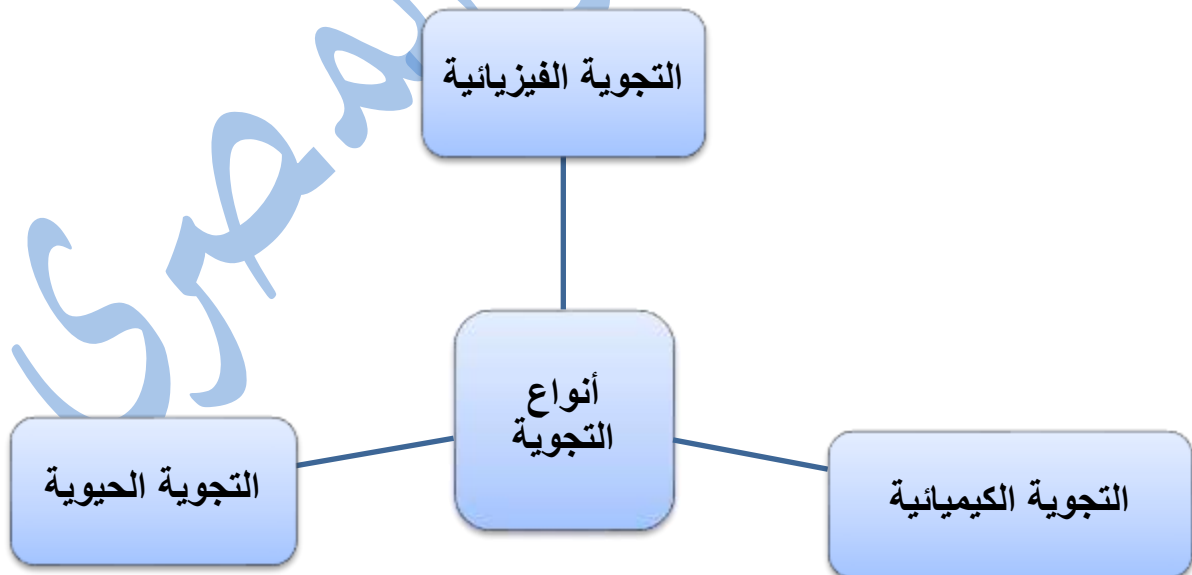 التجوية الفيزيائية
أنواع
التجوية
التجوية الكيميائية
التجوية الحيوية